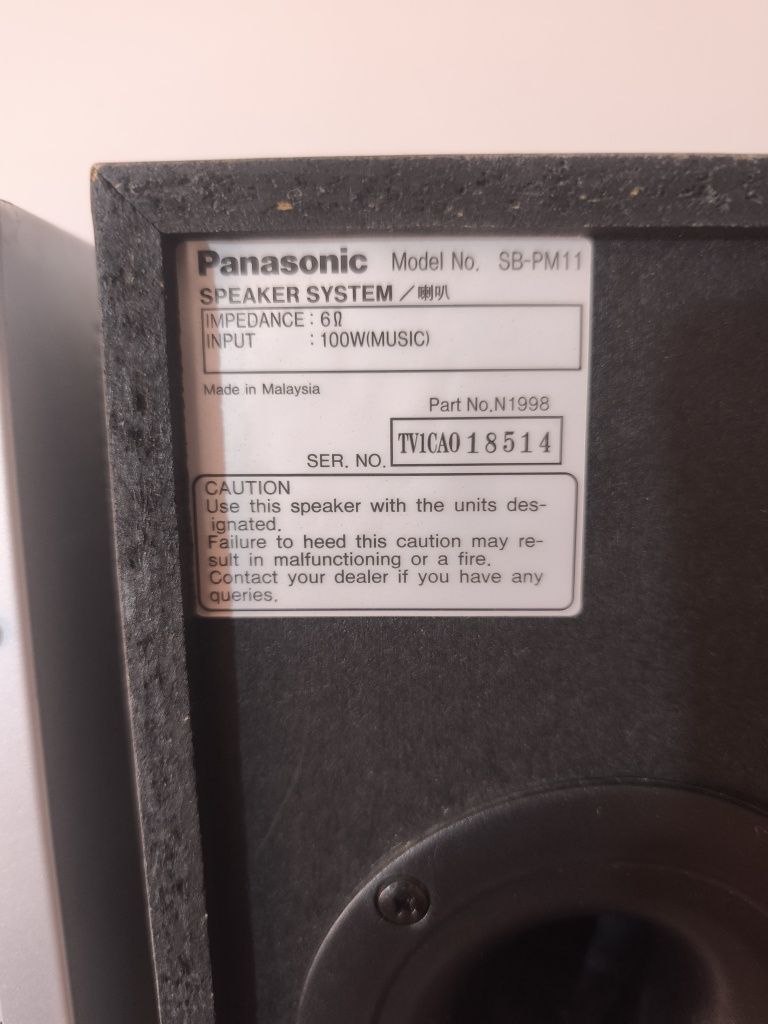 Panasonic Model No. SB-PM11
SPEAKER SYSTEM / 喇叭
IMPEDANCE : 6Ω
INPUT : 100W(MUSIC)
Made in Malaysia
Part No.N1998
SER. NO. TV1CA018514
CAUTION
Use this speaker with the units des-
ignated.
Failure to heed this caution may re-
sult in malfunctioning or a fire.
Contact your dealer if you have any
queries.